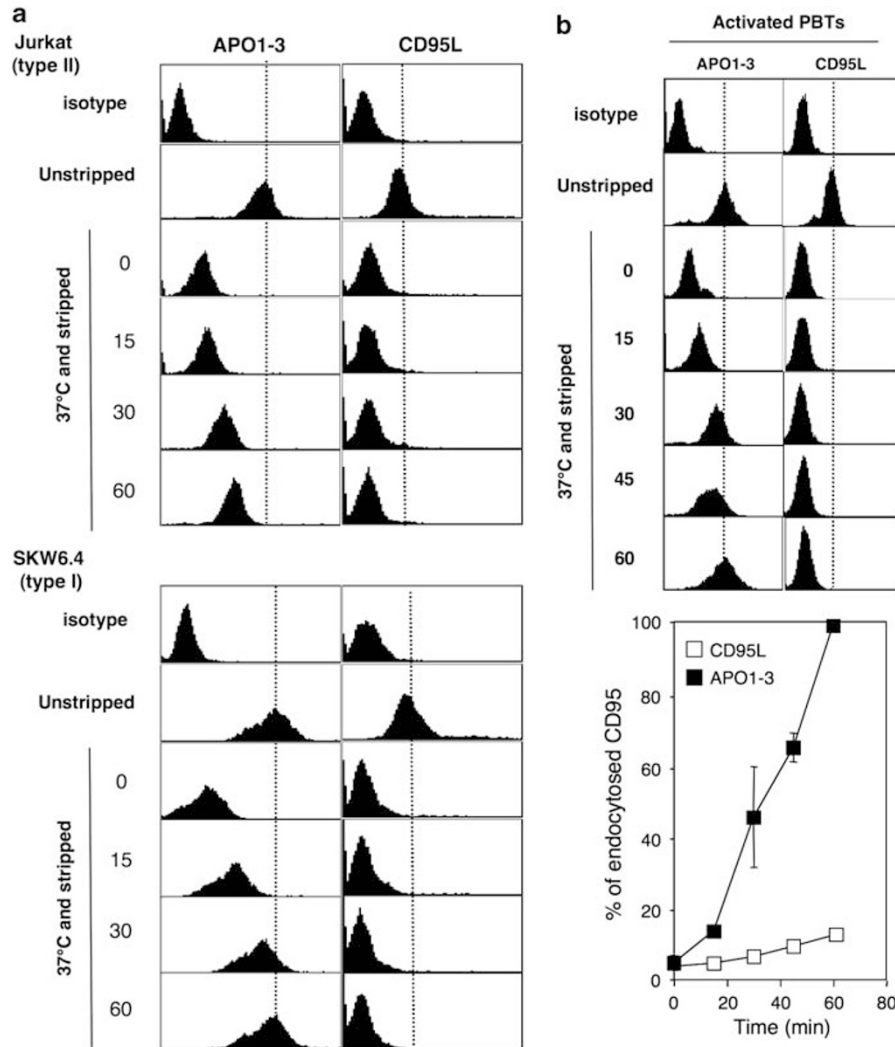 a
Jurkat
(type II)
APO1-3 CD95L
isotype
Unstripped
37°C and stripped
0
15
30
60
SKW6.4
(type I)
isotype
Unstripped
37°C and stripped
0
15
30
60
b
Activated PBTs
APO1-3 CD95L
isotype
Unstripped
37°C and stripped
0
15
30
45
60
% of endocytosed CD95
100
80
60
40
20
0
CD95L
APO1-3
0 20 40 60 80
Time (min)